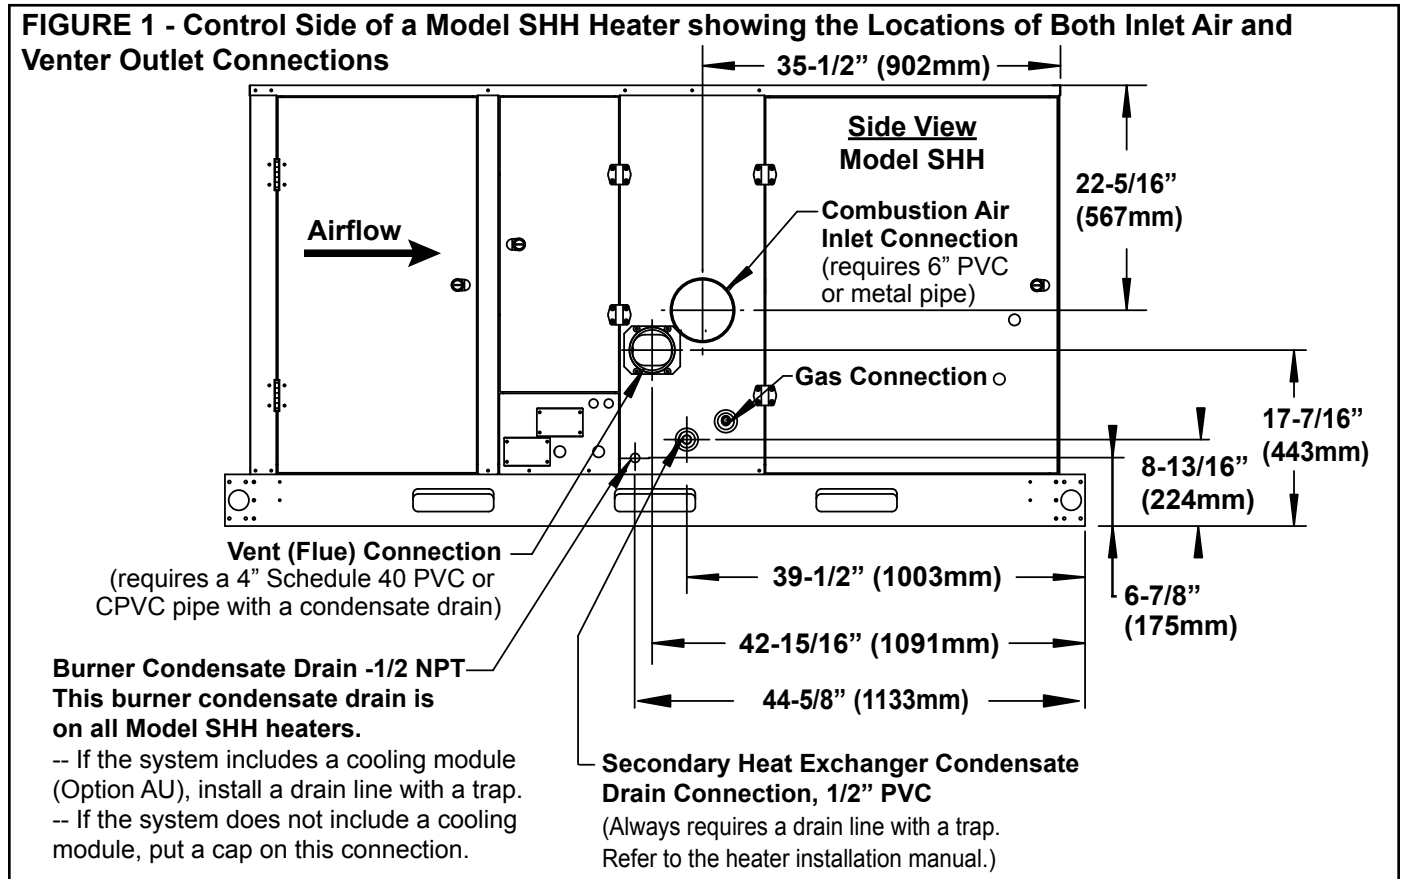 FIGURE 1 - Control Side of a Model SHH Heater showing the Locations of Both Inlet Air and
Venter Outlet Connections
35-1/2” (902mm)
Side View
Model SHH
22-5/16”
(567mm)
Combustion Air
Inlet Connection
(requires 6” PVC
or metal pipe)
Airflow
Gas Connection
17-7/16”
(443mm)
8-13/16”
(224mm)
Vent (Flue) Connection
(requires a 4” Schedule 40 PVC or
CPVC pipe with a condensate drain)
39-1/2” (1003mm)
6-7/8”
(175mm)
42-15/16” (1091mm)
44-5/8” (1133mm)
Burner Condensate Drain -1/2 NPT
This burner condensate drain is
on all Model SHH heaters.
-- If the system includes a cooling module
(Option AU), install a drain line with a trap.
-- If the system does not include a cooling
module, put a cap on this connection.
Secondary Heat Exchanger Condensate
Drain Connection, 1/2” PVC
(Always requires a drain line with a trap.
Refer to the heater installation manual.)